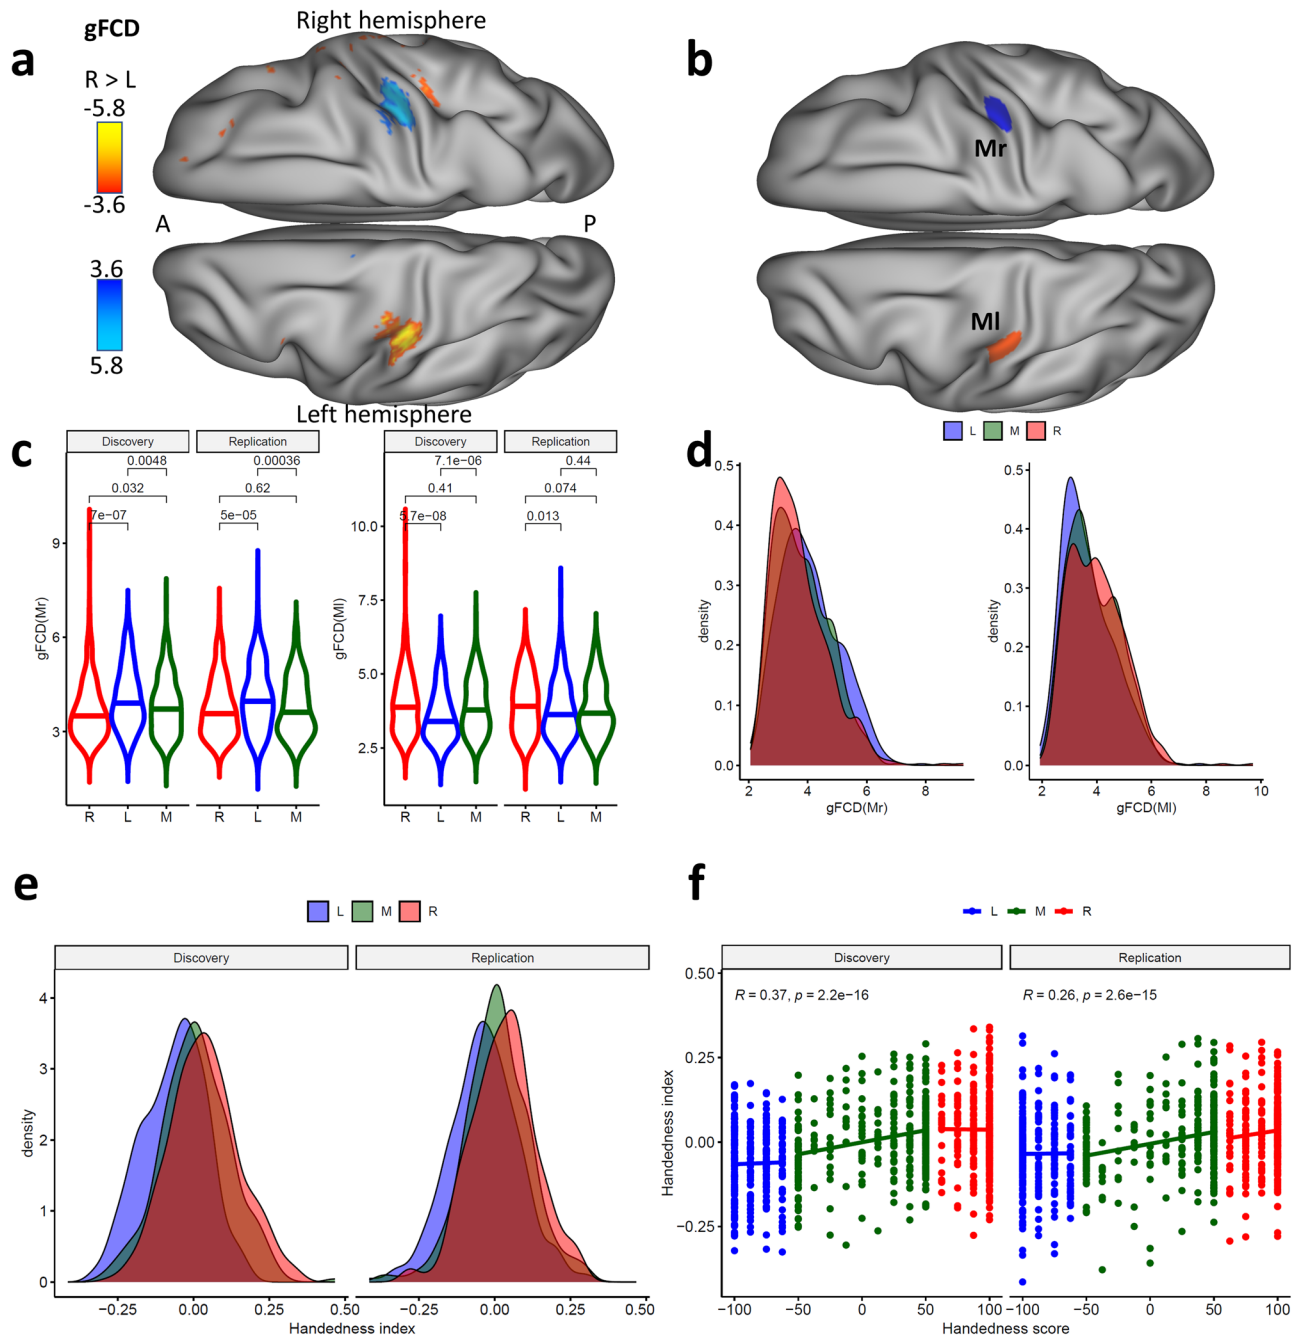 a
gFCD
R > L
-5.8
-3.6
3.6
5.8
Right hemisphere
A
P
Left hemisphere
b
Mr
Ml
c
Discovery
Replication
0.0048
0.00036
0.032
0.62
7e−07
5e−05
gFCD(Mr)
9
6
3
R
L
M
R
L
M
Discovery
Replication
7.1e−06
0.44
0.41
0.074
5.7e−08
0.013
gFCD(Ml)
10.0
7.5
5.0
2.5
R
L
M
R
L
M
d
L
M
R
density
0.5
0.4
0.3
0.2
0.1
0.0
2
4
6
8
gFCD(Mr)
density
0.5
0.4
0.3
0.2
0.1
0.0
2
4
6
8
10
gFCD(Ml)
e
L
M
R
Discovery
Replication
density
4
3
2
1
0
−0.25
0.00
0.25
0.50
−0.25
0.00
0.25
0.50
Handedness index
f
L
M
R
Discovery
Replication
R = 0.37, p = 2.2e−16
R = 0.26, p = 2.6e−15
Handedness index
0.50
0.25
0.00
−0.25
−100
−50
0
50
100
−100
−50
0
50
100
Handedness score